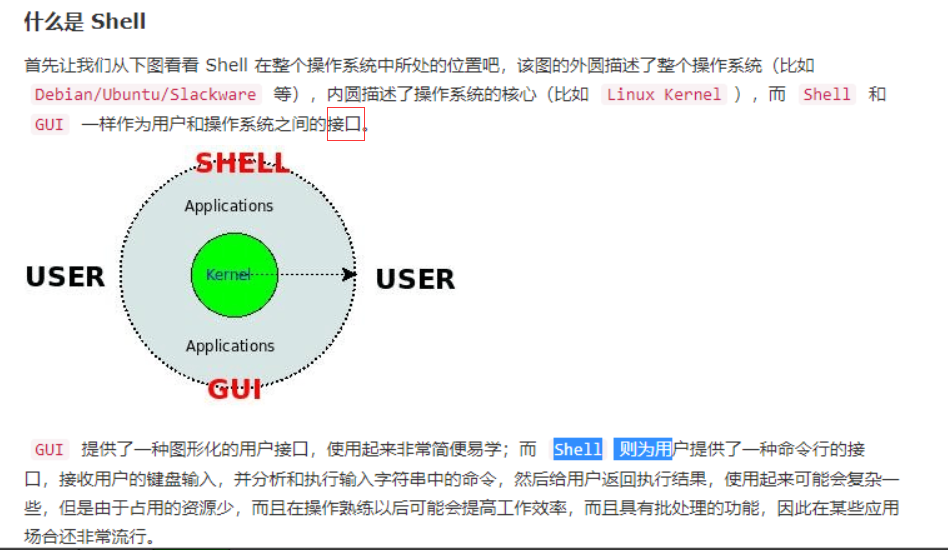 什么是 Shell
首先让我们从下图看看 Shell 在整个操作系统中所处的位置吧，该图的外圆描述了整个操作系统（比如
Debian/Ubuntu/Slackware 等），内圆描述了操作系统的核心（比如 Linux Kernel ），而 Shell 和
GUI 一样作为用户和操作系统之间的接口。
SHELL
Applications
Kernel
USER
USER
Applications
GUI
GUI 提供了一种图形化的用户接口，使用起来非常简便易学；而 Shell 则为用户提供了一种命令行的接
口，接收用户的键盘输入，并分析和执行输入字符串中的命令，然后给用户返回执行结果，使用起来可能会复杂一
些，但是由于占用的资源少，而且在操作熟练以后可能会提高工作效率，而且具有批处理的功能，因此在某些应用
场合还非常流行。